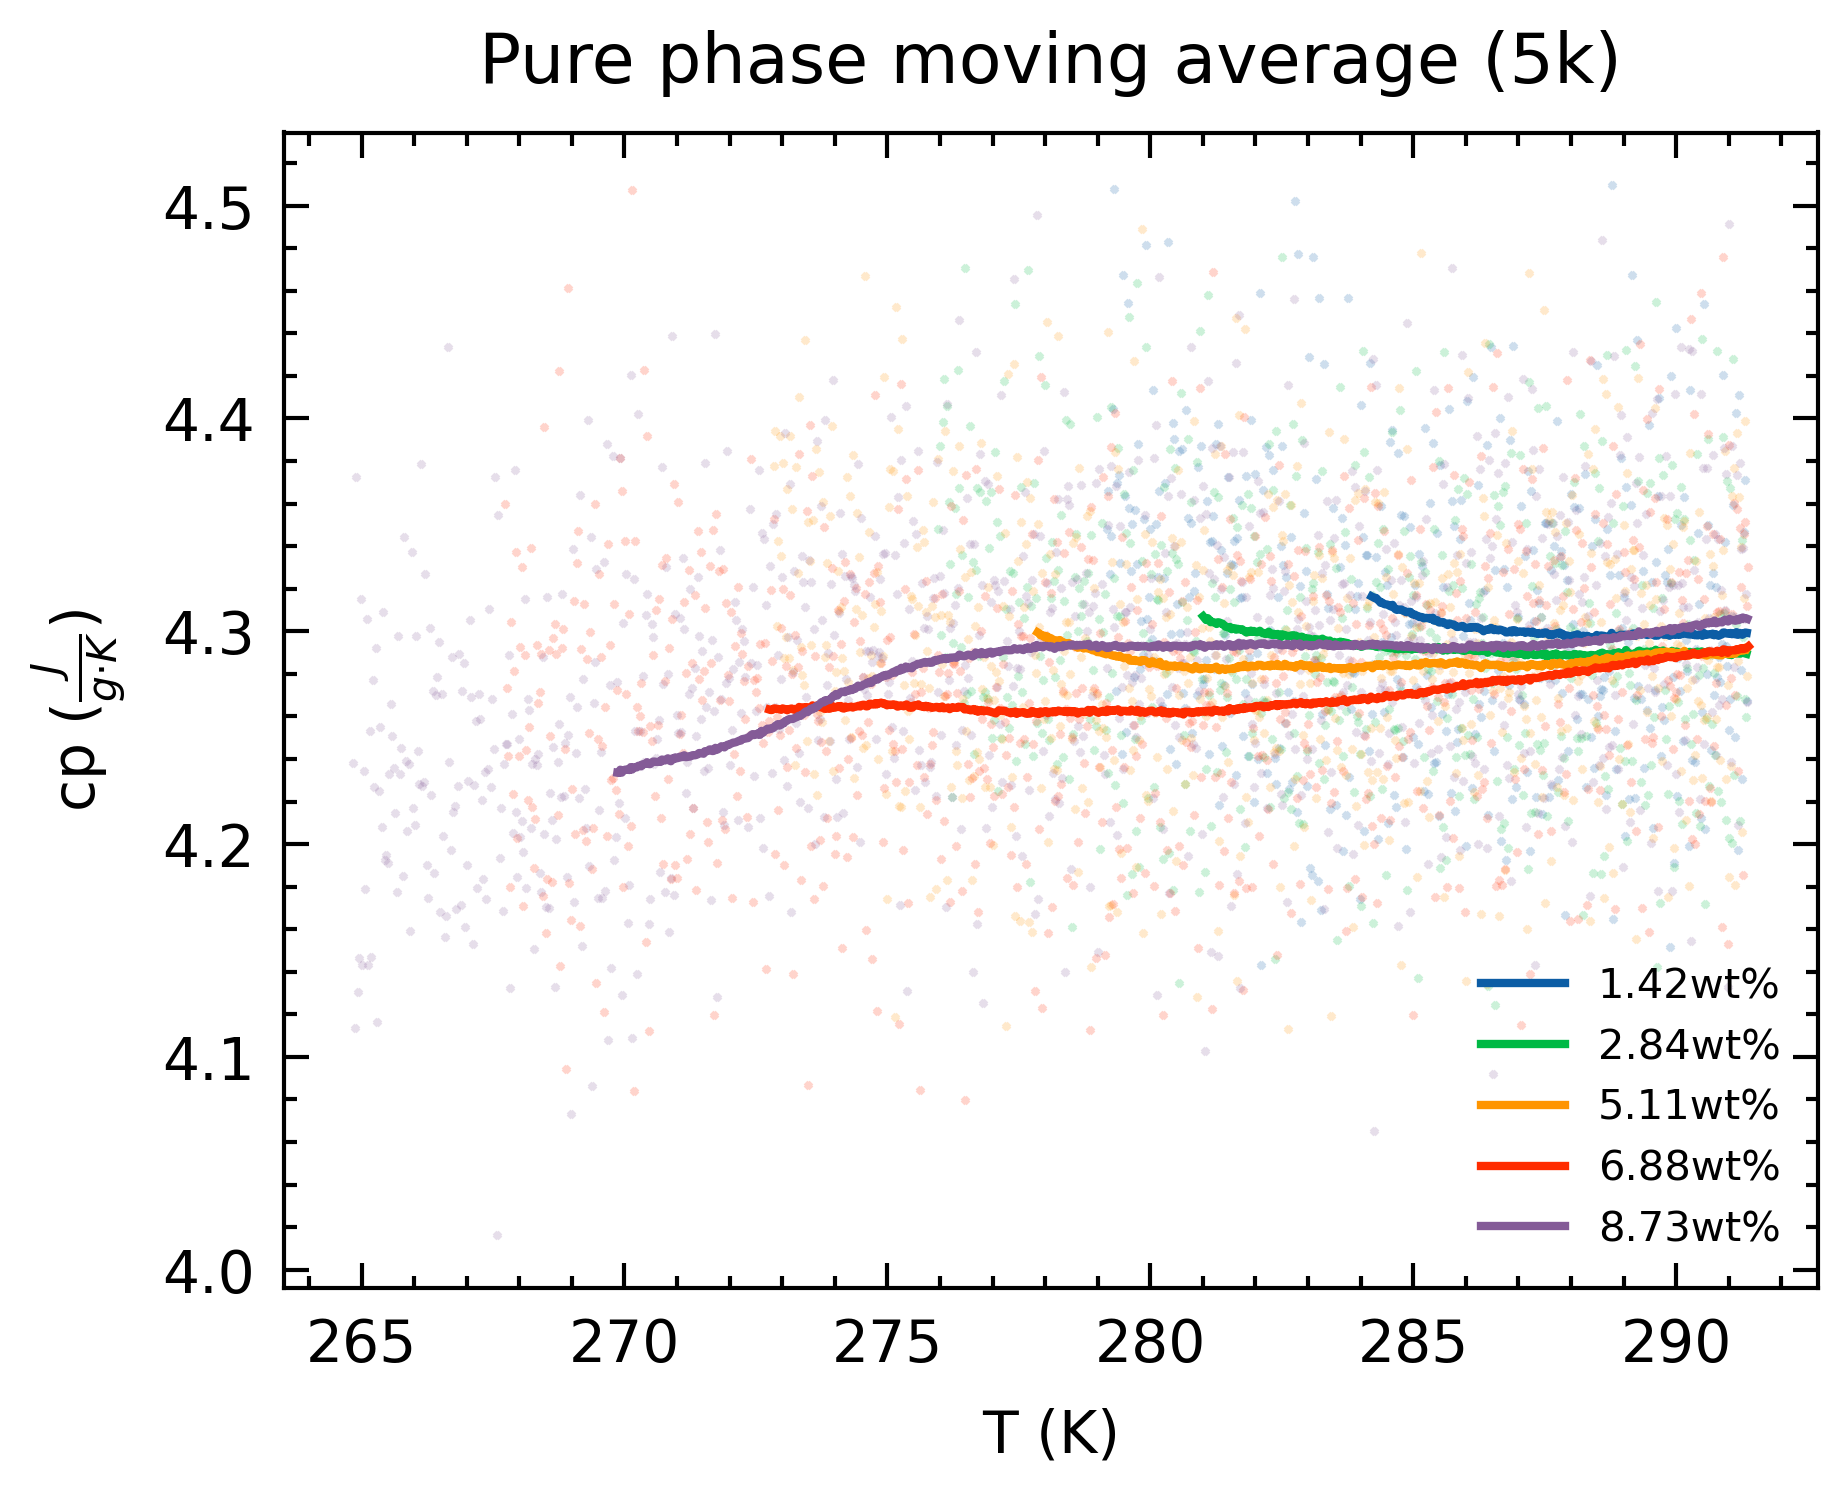 Pure phase moving average (5k)
cp (J/g·K)
4.5
4.4
4.3
4.2
4.1
4.0
265 270 275 280 285 290
T (K)
1.42wt%
2.84wt%
5.11wt%
6.88wt%
8.73wt%